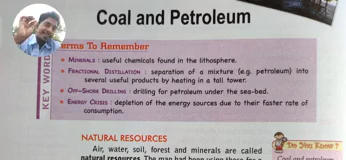 Coal and Petroleum
erms To Remember
KEY WORD
• MINERALS : useful chemicals found in the lithosphere.
• FRACTIONAL DISTILLATION : separation of a mixture (e.g. petroleum) into
several useful products by heating in a tall tower.
• OFF–SHORE DRILLING : drilling for petroleum under the sea-bed.
• ENERGY CRISIS : depletion of the energy sources due to their faster rate of
consumption.
NATURAL RESOURCES
Air, water, soil, forest and minerals are called
natural resources. The man had been using these for a
Do You Know ?
Coal and petroleum